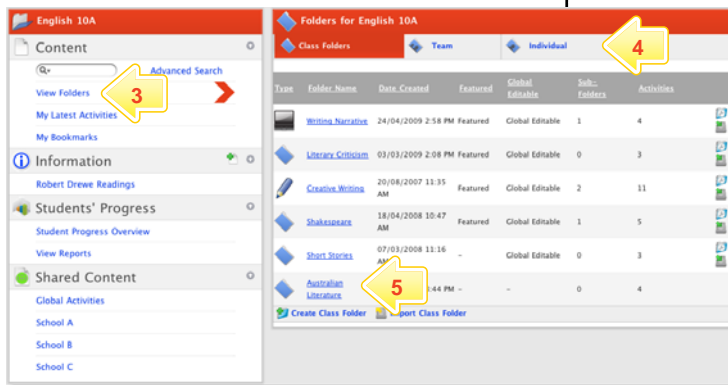 English 10A
Content
Advanced Search
View Folders
3
My Latest Activities
My Bookmarks
Information
Robert Drewe Readings
Students' Progress
Student Progress Overview
View Reports
Shared Content
Global Activities
School A
School B
School C
Folders for English 10A
Class Folders Team Individual 4
Type Folder Name Date Created Featured Global Editable Sub-Folders Activities
Writing Narrative 24/04/2009 2:58 PM Featured Global Editable 1 4
Literary Criticism 03/03/2009 2:08 PM Featured Global Editable 0 3
Creative Writing 20/08/2007 11:35 AM Featured Global Editable 2 11
Shakespeare 18/04/2008 10:47 AM Featured Global Editable 1 5
Short Stories 07/03/2008 11:16 - Global Editable 0 3
Australian Literature 5 :44 PM - - 0 4
Create Class Folder Class Folder